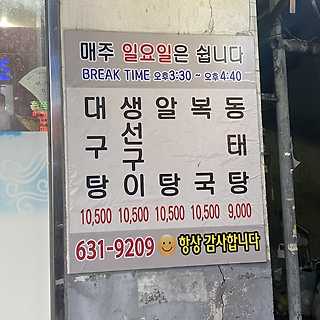 매주 일요일은 쉽니다
BREAK TIME 오후3:30 ~ 오후4:40
대구탕
생선구이
알탕
복국
동태탕
10,500 10,500 10,500 10,500 9,000
631-9209 항상 감사합니다